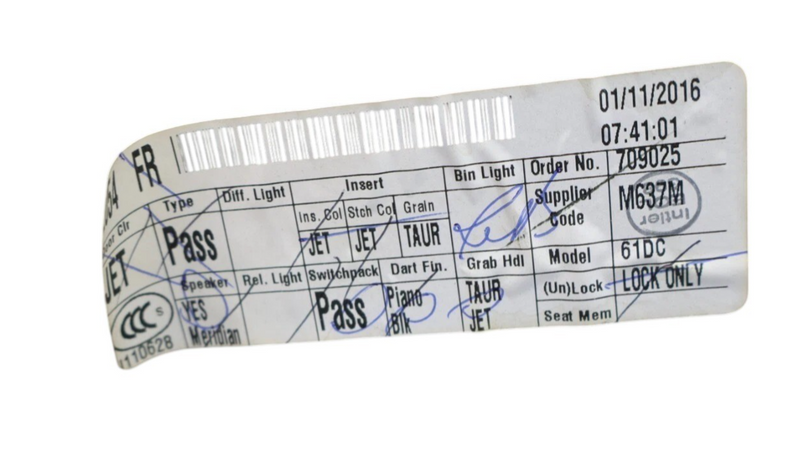 01/11/2016
07:41:01
FR
Order No. 709025
Type Diff. Light Insert Bin Light
Supplier Code M637M
Intier
Ins. Col Stch Col Grain
Pass JET JET TAUR
JET
Model 61DC
Speaker Rel. Light Switchpack Dart Fin. Grab Hdl
(Un)Lock LOCK ONLY
YES Pass Piano TAUR
Meridian Blk JET
Seat Mem
CCC S